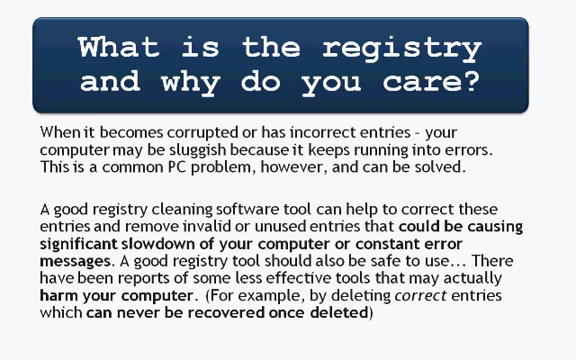 What is the registry
and why do you care?
When it becomes corrupted or has incorrect entries – your
computer may be sluggish because it keeps running into errors.
This is a common PC problem, however, and can be solved.
A good registry cleaning software tool can help to correct these
entries and remove invalid or unused entries that could be causing
significant slowdown of your computer or constant error
messages. A good registry tool should also be safe to use... There
have been reports of some less effective tools that may actually
harm your computer. (For example, by deleting correct entries
which can never be recovered once deleted)